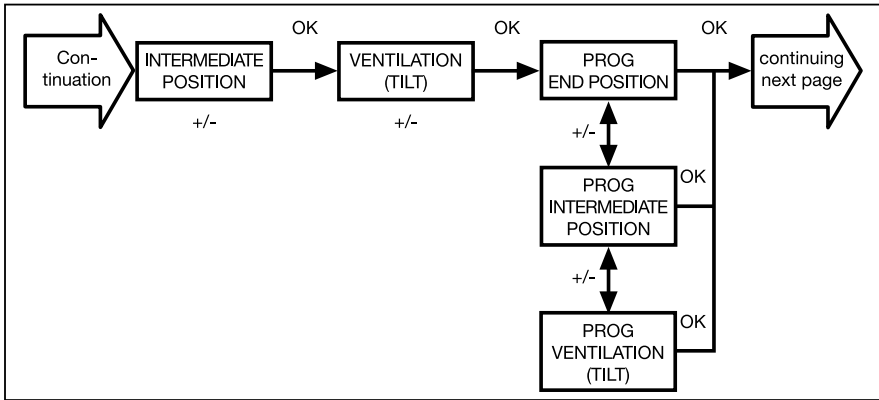 Con-
tinuation
INTERMEDIATE
POSITION
+/-
OK
VENTILATION
(TILT)
+/-
OK
PROG
END POSITION
OK
continuing
next page
+/-
PROG
INTERMEDIATE
POSITION
OK
+/-
PROG
VENTILATION
(TILT)
OK